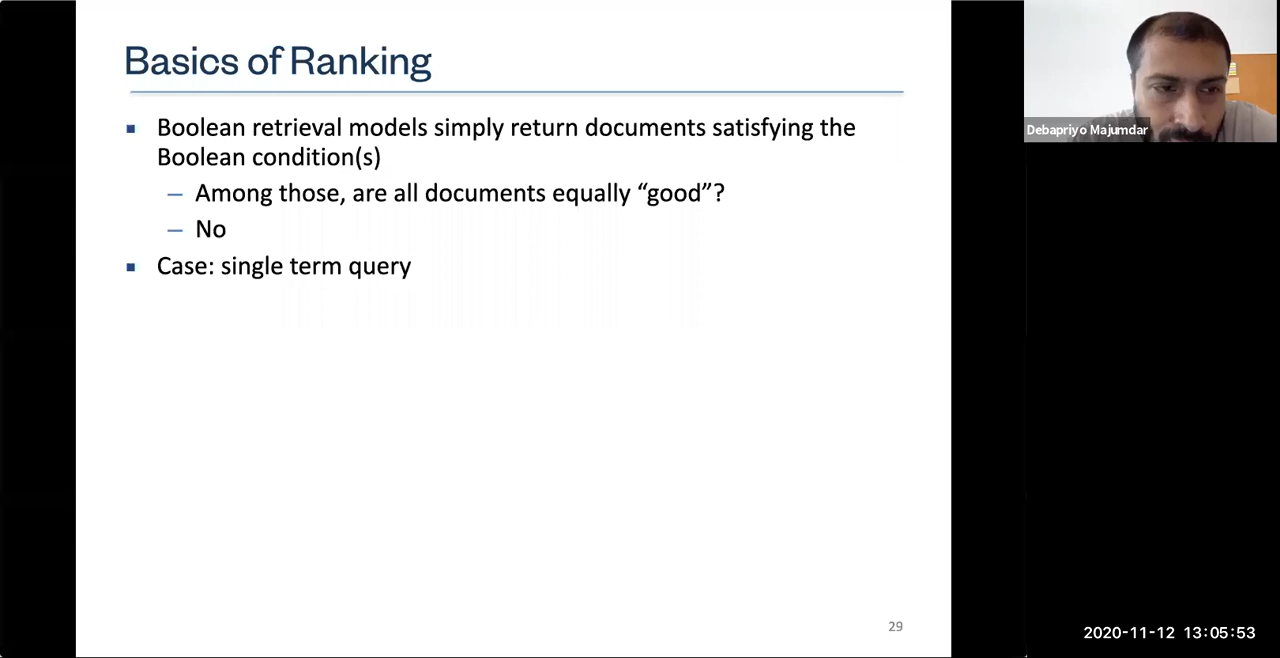 Basics of Ranking
▪ Boolean retrieval models simply return documents satisfying the
Boolean condition(s)
– Among those, are all documents equally “good”?
– No
▪ Case: single term query
29
Debapriyo Majumdar
2020-11-12 13:05:53